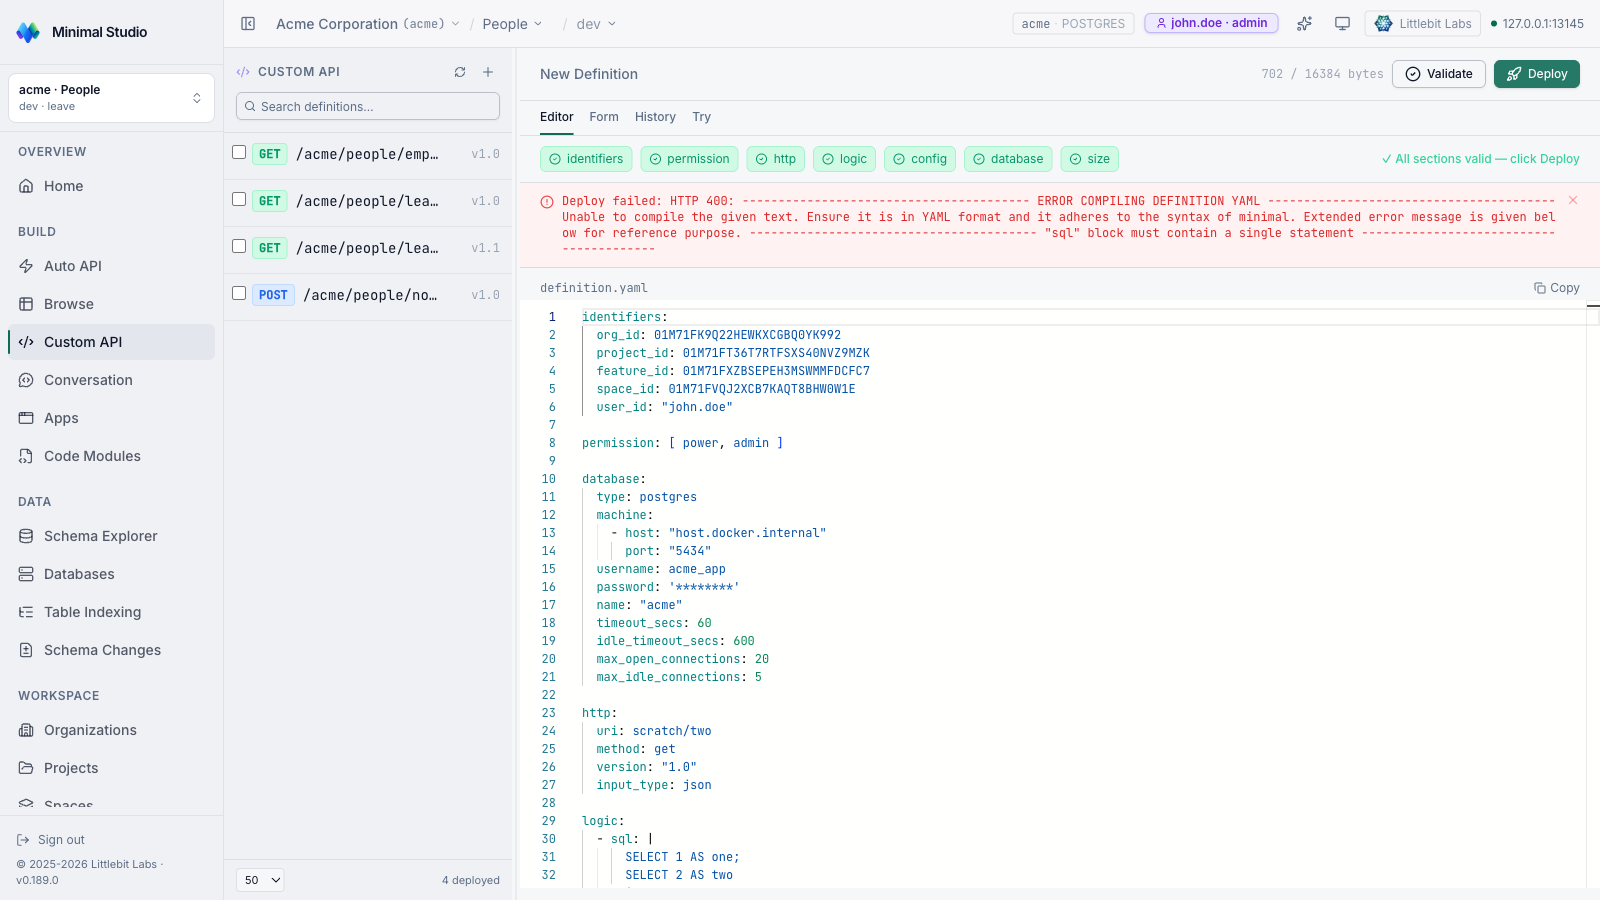 Minimal Studio
acme · People
dev · leave
OVERVIEW
Home
BUILD
Auto API
Browse
Custom API
Conversation
Apps
Code Modules
DATA
Schema Explorer
Databases
Table Indexing
Schema Changes
WORKSPACE
Organizations
Projects
Spaces
Sign out
© 2025-2026 Littlebit Labs ·
v0.189.0
Acme Corporation (acme) / People / dev
acme · POSTGRES
john.doe · admin
Littlebit Labs
127.0.0.1:13145
CUSTOM API
Search definitions...
GET /acme/people/emp… v1.0
GET /acme/people/lea… v1.0
GET /acme/people/lea… v1.1
POST /acme/people/no… v1.0
50
4 deployed
New Definition
702 / 16384 bytes
Validate
Deploy
Editor Form History Try
identifiers permission http logic config database size
✓ All sections valid — click Deploy
Deploy failed: HTTP 400: -------------------------------------- ERROR COMPILING DEFINITION YAML --------------------------------------
Unable to compile the given text. Ensure it is in YAML format and it adheres to the syntax of minimal. Extended error message is given bel
ow for reference purpose. -------------------------------------- "sql" block must contain a single statement --------------------------
-------------
definition.yaml
Copy
1 identifiers:
2 org_id: 01M71FK9Q22HEWKXCGBQ0YK992
3 project_id: 01M71FT36T7RTFSXS40NVZ9MZK
4 feature_id: 01M71FXZBSEPEH3MSWMMFDCFC7
5 space_id: 01M71FVQJ2XCB7KAQT8BHW0W1E
6 user_id: "john.doe"
7
8 permission: [ power, admin ]
9
10 database:
11 type: postgres
12 machine:
13 - host: "host.docker.internal"
14 port: "5434"
15 username: acme_app
16 password: '********'
17 name: "acme"
18 timeout_secs: 60
19 idle_timeout_secs: 600
20 max_open_connections: 20
21 max_idle_connections: 5
22
23 http:
24 uri: scratch/two
25 method: get
26 version: "1.0"
27 input_type: json
28
29 logic:
30 - sql: |
31 SELECT 1 AS one;
32 SELECT 2 AS two